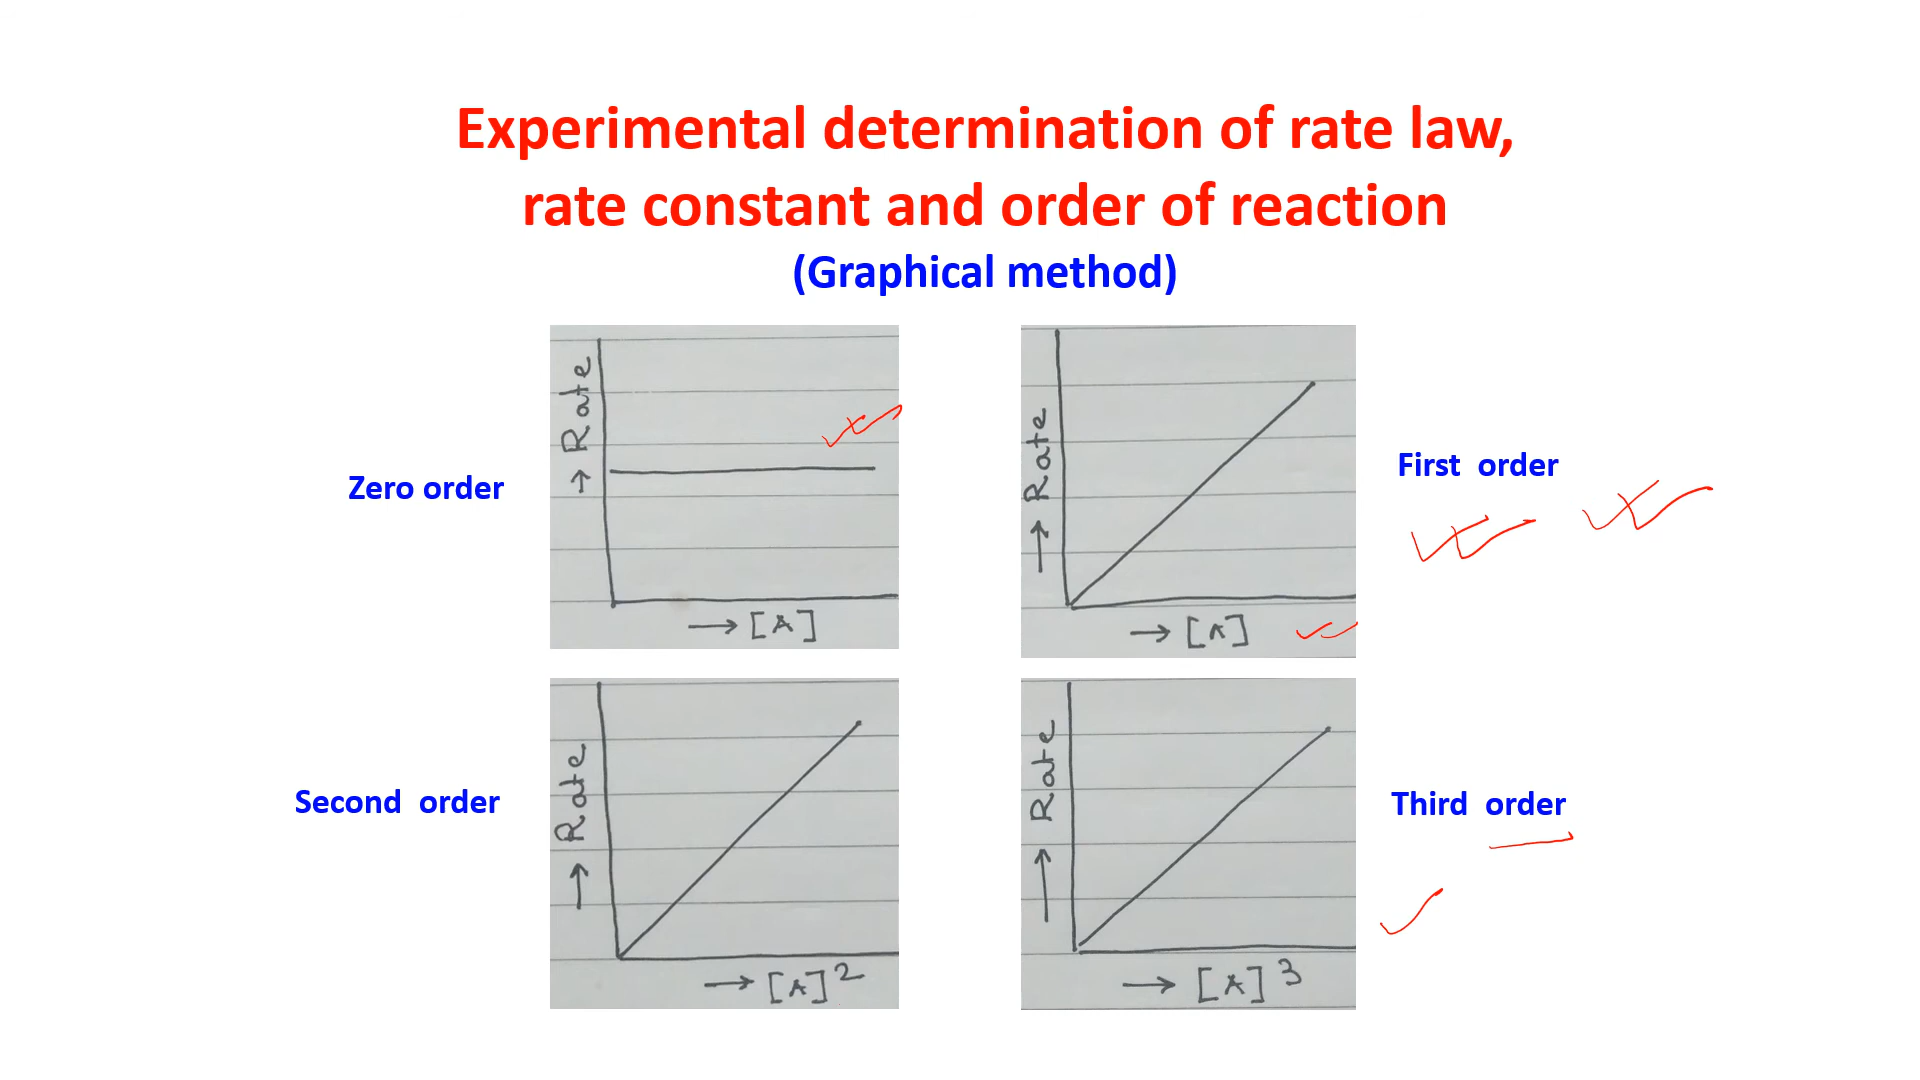 Experimental determination of rate law,
rate constant and order of reaction
(Graphical method)
Zero order
→ Rate
→ [A]
First order
→ Rate
→ [A]
Second order
→ Rate
→ [A]²
Third order
→ Rate
→ [A]³